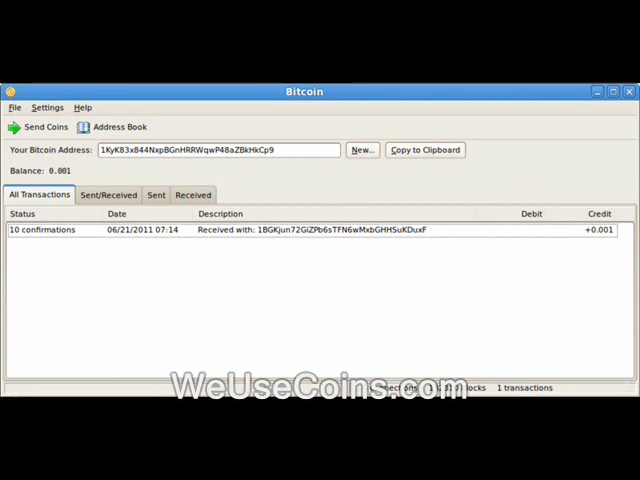 Bitcoin
File Settings Help
Send Coins Address Book
Your Bitcoin Address: 1KyK83x844NxpBGnHRRWqwP48aZBkHkCp9 New... Copy to Clipboard
Balance: 0.001
All Transactions Sent/Received Sent Received
Status Date Description Debit Credit
10 confirmations 06/21/2011 07:14 Received with: 1BGKjun72GiZPb6sTFN6wMxbGHHSuKDuxF +0.001
WeUseCoins.com
1 transactions